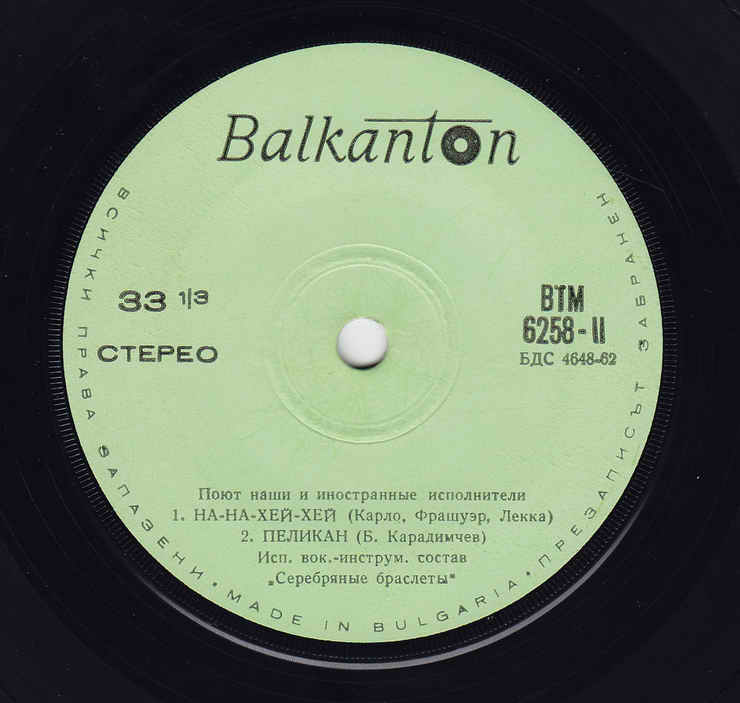 Balkanton
ВСИЧКИ ПРАВА ЗАПАЗЕНИ • MADE IN BULGARIA • ПРЕЗАПИСЪТ ЗАБРАНЕН
33 1/3
СТЕРЕО
ВТМ
6258-II
БДС 4648-62
Поют наши и иностранные исполнители
1. НА-НА-ХЕЙ-ХЕЙ (Карло, Фрашуэр, Лекка)
2. ПЕЛИКАН (Б. Карадимчев)
Исп. вок.-инструм. состав
„Серебряные браслеты“